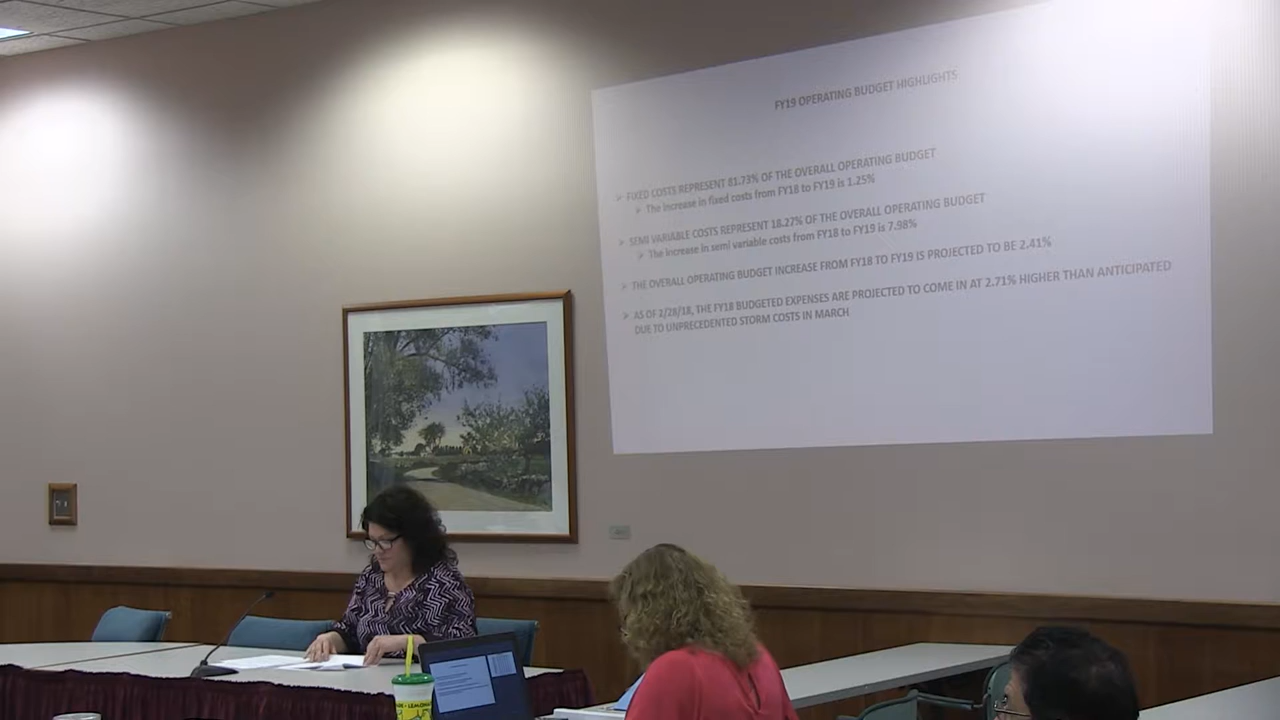 FY19 OPERATING BUDGET HIGHLIGHTS
➢ FIXED COSTS REPRESENT 81.73% OF THE OVERALL OPERATING BUDGET
➢ The increase in fixed costs from FY18 to FY19 is 1.25%
➢ SEMI VARIABLE COSTS REPRESENT 18.27% OF THE OVERALL OPERATING BUDGET
➢ The increase in semi variable costs from FY18 to FY19 is 7.98%
➢ THE OVERALL OPERATING BUDGET INCREASE FROM FY18 TO FY19 IS PROJECTED TO BE 2.41%
➢ AS OF 2/28/18, THE FY18 BUDGETED EXPENSES ARE PROJECTED TO COME IN AT 2.71% HIGHER THAN ANTICIPATED
DUE TO UNPRECEDENTED STORM COSTS IN MARCH